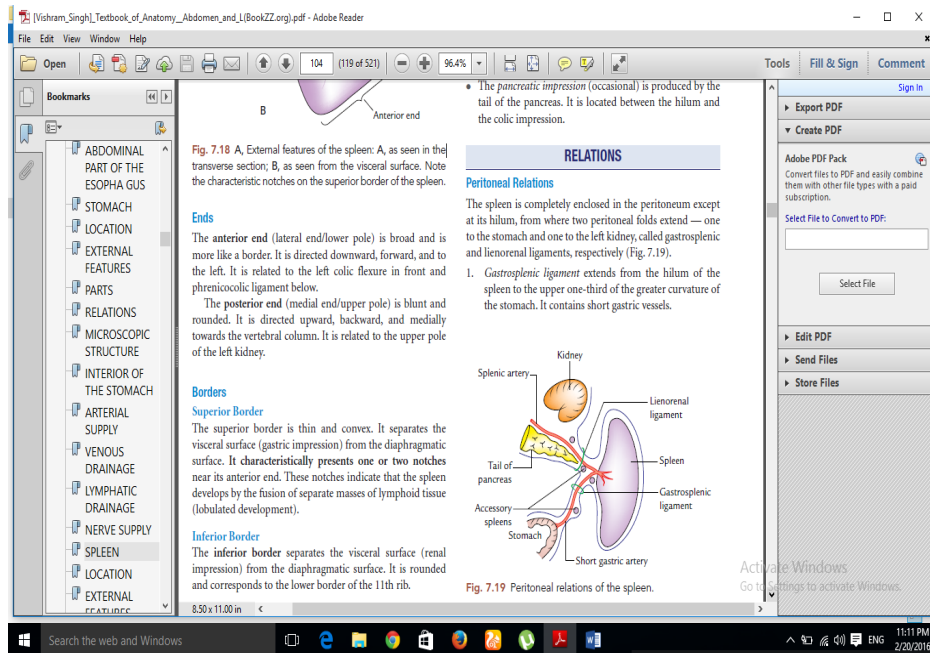 [Vishram_Singh]_Textbook_of_Anatomy__Abdomen_and_L(BookZZ.org).pdf - Adobe Reader
File Edit View Window Help
Open
104
(119 of 521)
96.4%
Tools
Fill & Sign
Comment
Sign In
Bookmarks
ABDOMINAL
PART OF THE
ESOPHA GUS
STOMACH
LOCATION
EXTERNAL
FEATURES
PARTS
RELATIONS
MICROSCOPIC
STRUCTURE
INTERIOR OF
THE STOMACH
ARTERIAL
SUPPLY
VENOUS
DRAINAGE
LYMPHATIC
DRAINAGE
NERVE SUPPLY
SPLEEN
LOCATION
EXTERNAL
FEATURES
B
Anterior end
Fig. 7.18 A, External features of the spleen: A, as seen in the
transverse section; B, as seen from the visceral surface. Note
the characteristic notches on the superior border of the spleen.
Ends
The anterior end (lateral end/lower pole) is broad and is
more like a border. It is directed downward, forward, and to
the left. It is related to the left colic flexure in front and
phrenicocolic ligament below.
The posterior end (medial end/upper pole) is blunt and
rounded. It is directed upward, backward, and medially
towards the vertebral column. It is related to the upper pole
of the left kidney.
Borders
Superior Border
The superior border is thin and convex. It separates the
visceral surface (gastric impression) from the diaphragmatic
surface. It characteristically presents one or two notches
near its anterior end. These notches indicate that the spleen
develops by the fusion of separate masses of lymphoid tissue
(lobulated development).
Inferior Border
The inferior border separates the visceral surface (renal
impression) from the diaphragmatic surface. It is rounded
and corresponds to the lower border of the 11th rib.
8.50 x 11.00 in
• The pancreatic impression (occasional) is produced by the
tail of the pancreas. It is located between the hilum and
the colic impression.
RELATIONS
Peritoneal Relations
The spleen is completely enclosed in the peritoneum except
at its hilum, from where two peritoneal folds extend — one
to the stomach and one to the left kidney, called gastrosplenic
and lienorenal ligaments, respectively (Fig. 7.19).
1. Gastrosplenic ligament extends from the hilum of the
spleen to the upper one-third of the greater curvature of
the stomach. It contains short gastric vessels.
Kidney
Splenic artery
Lienorenal
ligament
Tail of
pancreas
Spleen
Gastrosplenic
ligament
Accessory
spleens
Stomach
Short gastric artery
Fig. 7.19 Peritoneal relations of the spleen.
Export PDF
Create PDF
Adobe PDF Pack
Convert files to PDF and easily combine
them with other file types with a paid
subscription.
Select File to Convert to PDF:
Select File
Edit PDF
Send Files
Store Files
Activate Windows
Go to Settings to activate Windows.
Search the web and Windows
ENG
11:11 PM
2/20/2016